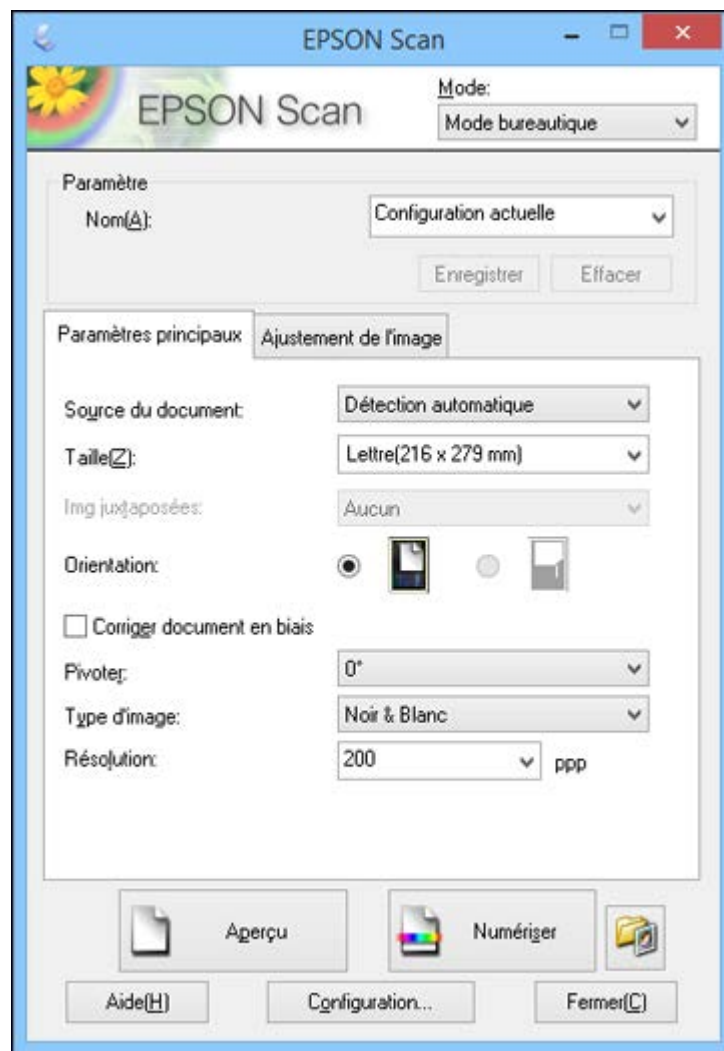 EPSON Scan
EPSON Scan
Mode:
Mode bureautique
Paramètre
Nom(A):
Configuration actuelle
Enregistrer
Effacer
Paramètres principaux
Ajustement de l'image
Source du document:
Détection automatique
Taille(Z):
Lettre(216 x 279 mm)
Img juxtaposées:
Aucun
Orientation:
Corriger document en biais
Pivoter:
0°
Type d'image:
Noir & Blanc
Résolution:
200
ppp
Aperçu
Numériser
Aide(H)
Configuration...
Fermer(C)